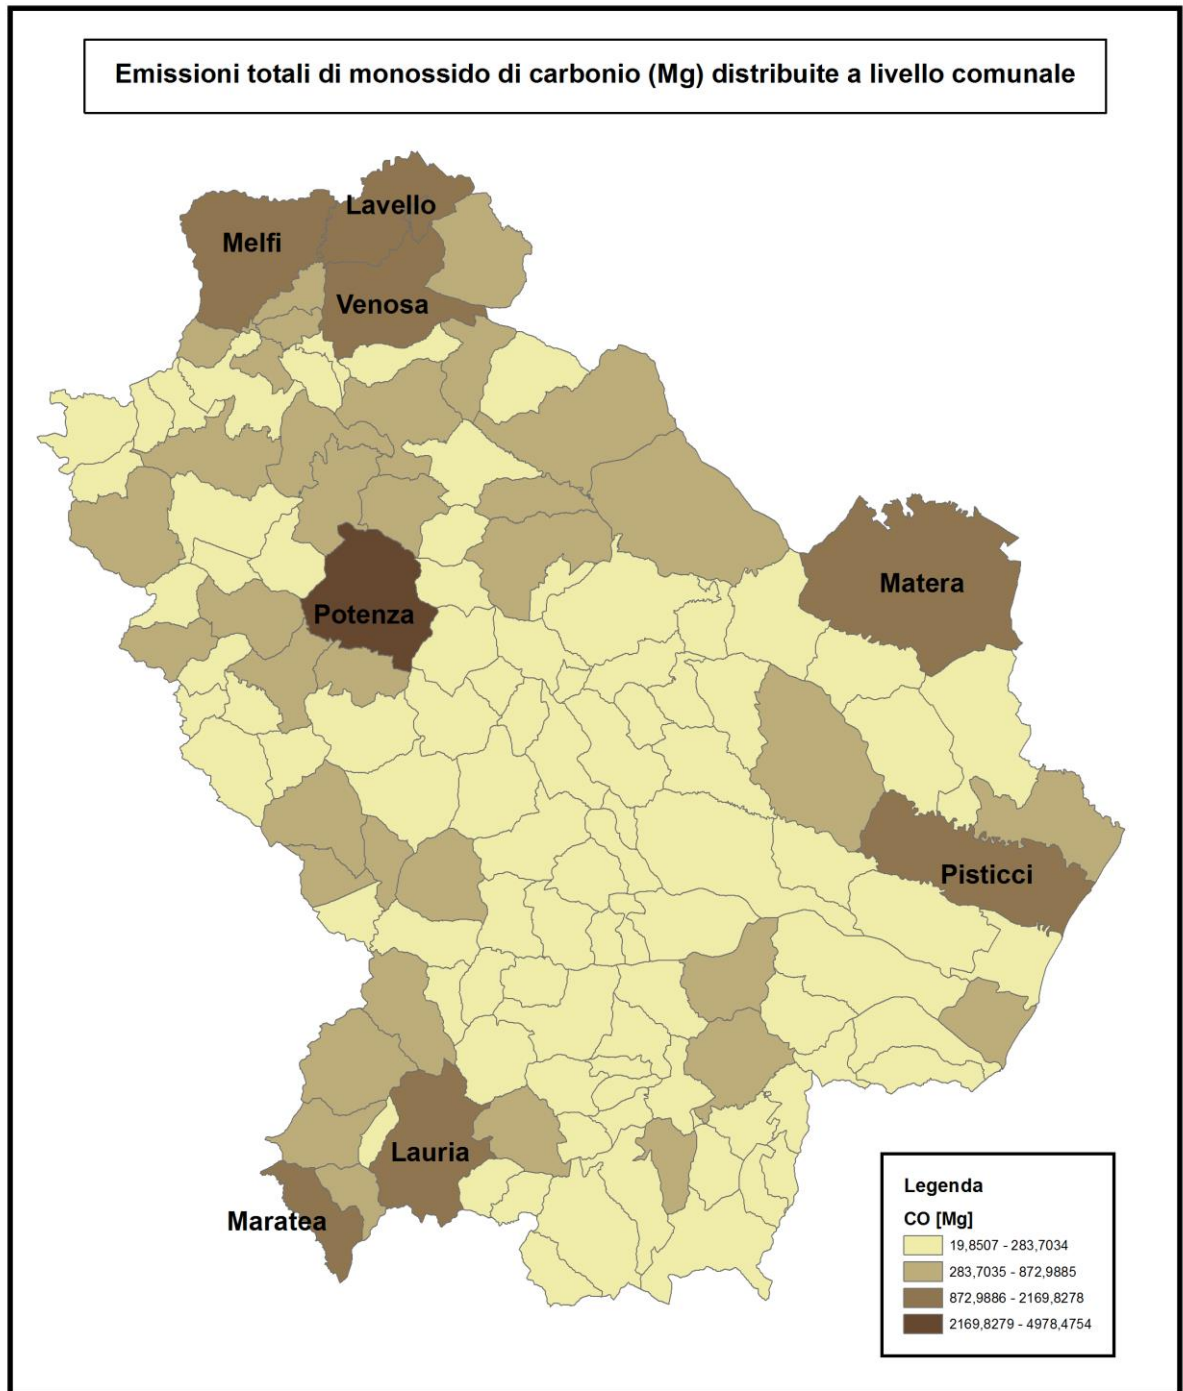 Emissioni totali di monossido di carbonio (Mg) distribuite a livello comunale
Lavello
Melfi
Venosa
Matera
Potenza
Pisticci
Lauria
Maratea
Legenda
CO [Mg]
19,8507 - 283,7034
283,7035 - 872,9885
872,9886 - 2169,8278
2169,8279 - 4978,4754